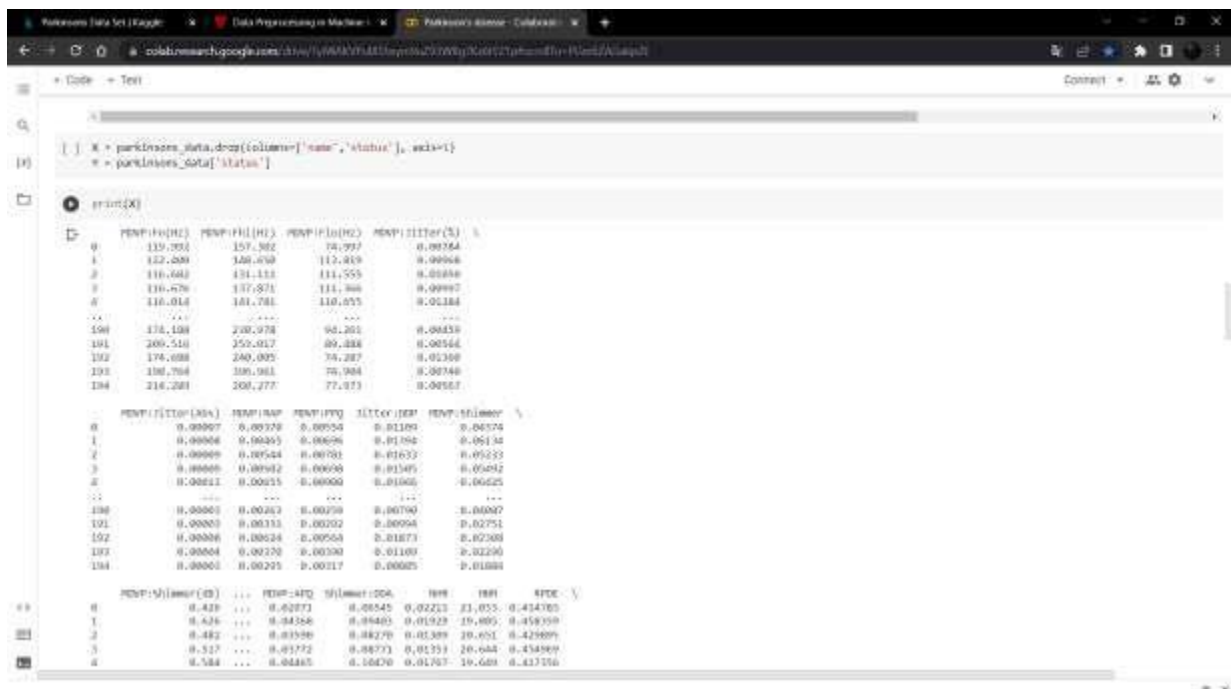 Parkinsons Data Set | Kaggle
Data Preprocessing in Machine
Parkinson's disease - Colaborat
colab.research.google.com
+ Code + Text
Connect
[ ] X = parkinsons_data.drop(columns=['name','status'], axis=1)
Y = parkinsons_data['status']
print(X)
MDVP:Fo(Hz) MDVP:Fhi(Hz) MDVP:Flo(Hz) MDVP:Jitter(%) \
0 119.992 157.302 74.997 0.00784
1 122.400 148.650 113.819 0.00968
2 116.682 131.111 111.555 0.01050
3 116.676 137.871 111.366 0.00997
4 116.014 141.781 110.655 0.01284
.. ... ... ... ...
190 174.188 230.978 94.261 0.00459
191 209.516 253.017 89.488 0.00564
192 174.688 240.005 74.287 0.01360
193 198.764 396.961 74.904 0.00740
194 214.289 260.277 77.973 0.00567
MDVP:Jitter(Abs) MDVP:RAP MDVP:PPQ Jitter:DDP MDVP:Shimmer \
0 0.00007 0.00370 0.00554 0.01109 0.04374
1 0.00008 0.00465 0.00696 0.01394 0.06134
2 0.00009 0.00544 0.00781 0.01633 0.05233
3 0.00009 0.00502 0.00698 0.01505 0.05492
4 0.00011 0.00655 0.00908 0.01966 0.06425
.. ... ... ... ... ...
190 0.00003 0.00263 0.00259 0.00790 0.04087
191 0.00003 0.00331 0.00292 0.00994 0.02751
192 0.00008 0.00624 0.00564 0.01873 0.02308
193 0.00004 0.00370 0.00390 0.01109 0.02296
194 0.00003 0.00295 0.00317 0.00885 0.01884
MDVP:Shimmer(dB) ... MDVP:APQ Shimmer:DDA NHR HNR RPDE \
0 0.426 ... 0.02971 0.06545 0.02211 21.033 0.414783
1 0.626 ... 0.04368 0.09403 0.01929 19.085 0.458359
2 0.482 ... 0.03590 0.08270 0.01309 20.651 0.429895
3 0.517 ... 0.03772 0.08771 0.01353 20.644 0.434969
4 0.584 ... 0.04465 0.10470 0.01767 19.649 0.417356